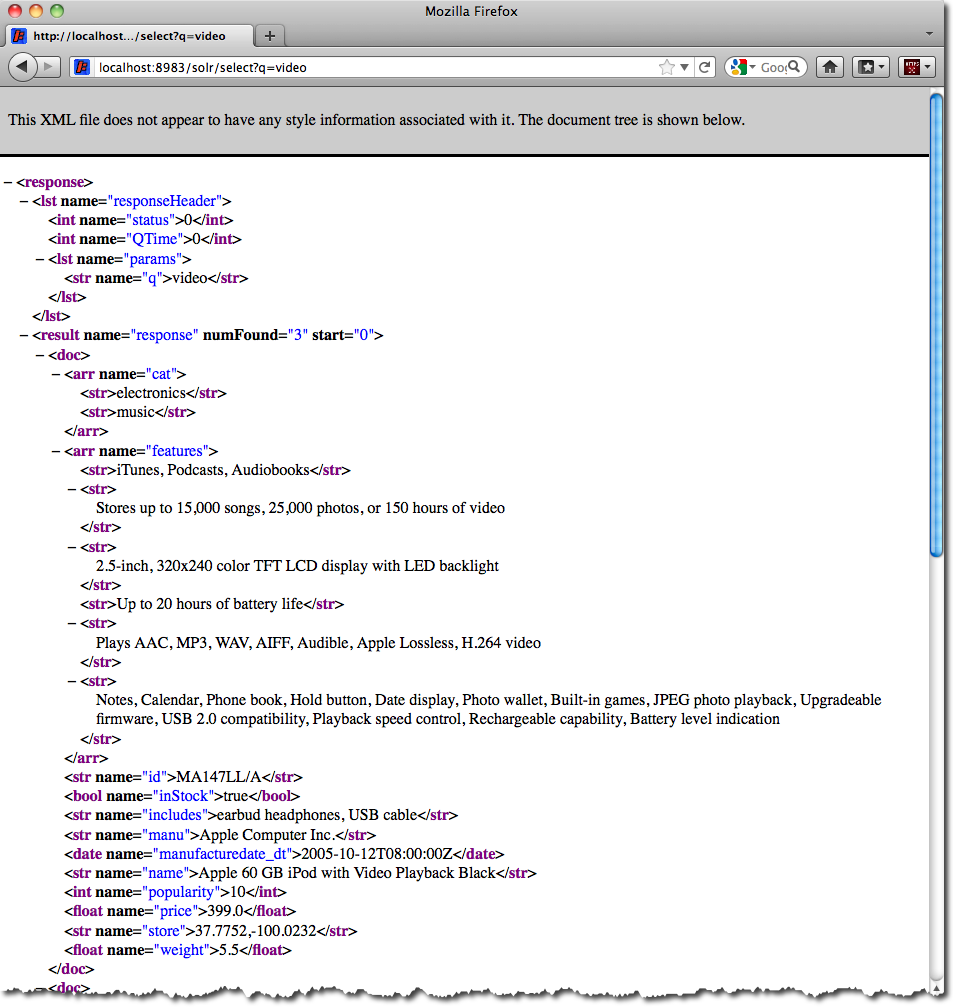 Mozilla Firefox
http://localhost.../select?q=video
localhost:8983/solr/select?q=video
This XML file does not appear to have any style information associated with it. The document tree is shown below.
− <response>
− <lst name="responseHeader">
<int name="status">0</int>
<int name="QTime">0</int>
− <lst name="params">
<str name="q">video</str>
</lst>
</lst>
− <result name="response" numFound="3" start="0">
− <doc>
− <arr name="cat">
<str>electronics</str>
<str>music</str>
</arr>
− <arr name="features">
<str>iTunes, Podcasts, Audiobooks</str>
− <str>
Stores up to 15,000 songs, 25,000 photos, or 150 hours of video
</str>
− <str>
2.5-inch, 320x240 color TFT LCD display with LED backlight
</str>
<str>Up to 20 hours of battery life</str>
− <str>
Plays AAC, MP3, WAV, AIFF, Audible, Apple Lossless, H.264 video
</str>
− <str>
Notes, Calendar, Phone book, Hold button, Date display, Photo wallet, Built-in games, JPEG photo playback, Upgradeable
firmware, USB 2.0 compatibility, Playback speed control, Rechargeable capability, Battery level indication
</str>
</arr>
<str name="id">MA147LL/A</str>
<bool name="inStock">true</bool>
<str name="includes">earbud headphones, USB cable</str>
<str name="manu">Apple Computer Inc.</str>
<date name="manufacturedate_dt">2005-10-12T08:00:00Z</date>
<str name="name">Apple 60 GB iPod with Video Playback Black</str>
<int name="popularity">10</int>
<float name="price">399.0</float>
<str name="store">37.7752,-100.0232</str>
<float name="weight">5.5</float>
</doc>
− <doc>